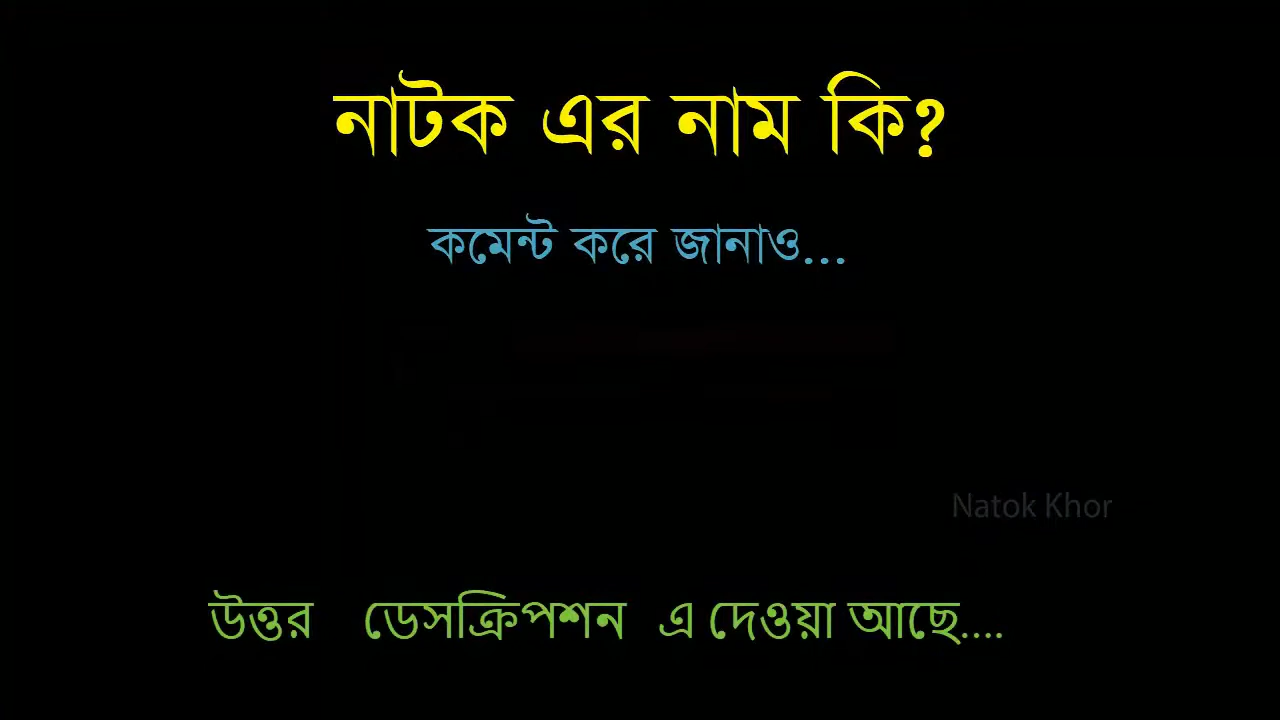 নাটক এর নাম কি?
কমেন্ট করে জানাও...
Natok Khor
উত্তর ডেসক্রিপশন এ দেওয়া আছে....